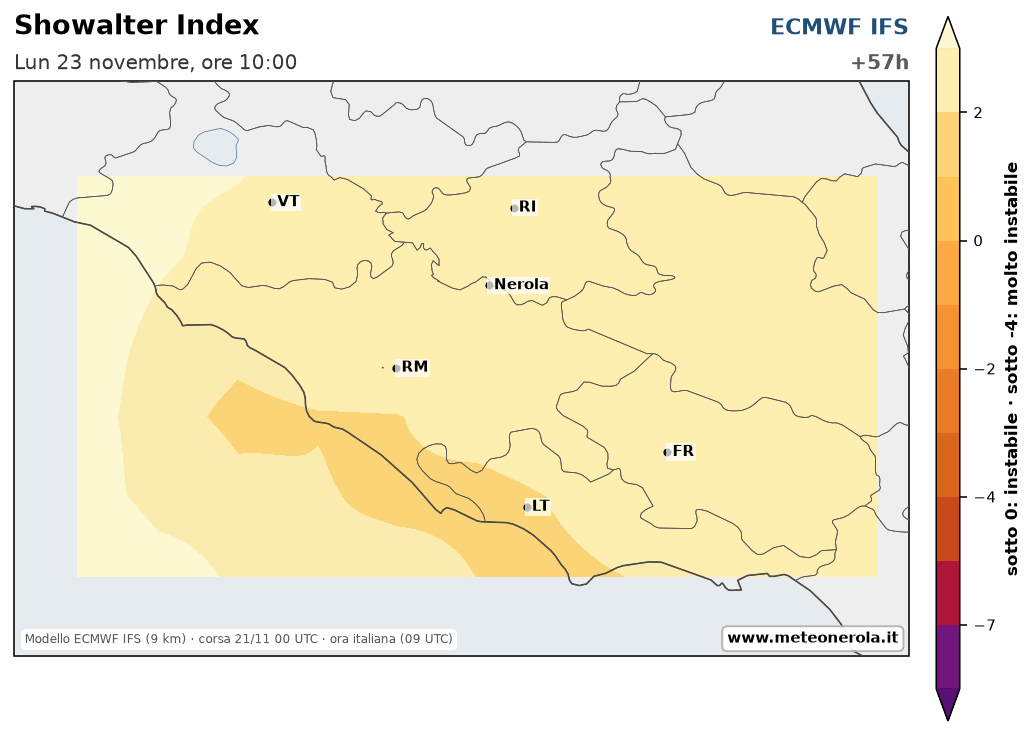 Showalter Index
ECMWF IFS
Lun 23 novembre, ore 10:00
+57h
VT
RI
Nerola
RM
FR
LT
Modello ECMWF IFS (9 km) · corsa 21/11 00 UTC · ora italiana (09 UTC)
www.meteonerola.it
2
0
−2
−4
−7
sotto 0: instabile · sotto -4: molto instabile